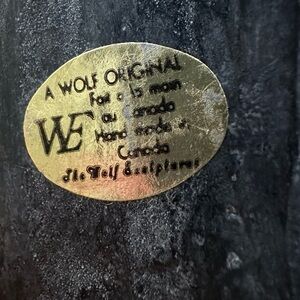 A WOLF ORIGINAL
Fait à la main
au Canada
WE
Hand made in
Canada
The Wolf Sculptures